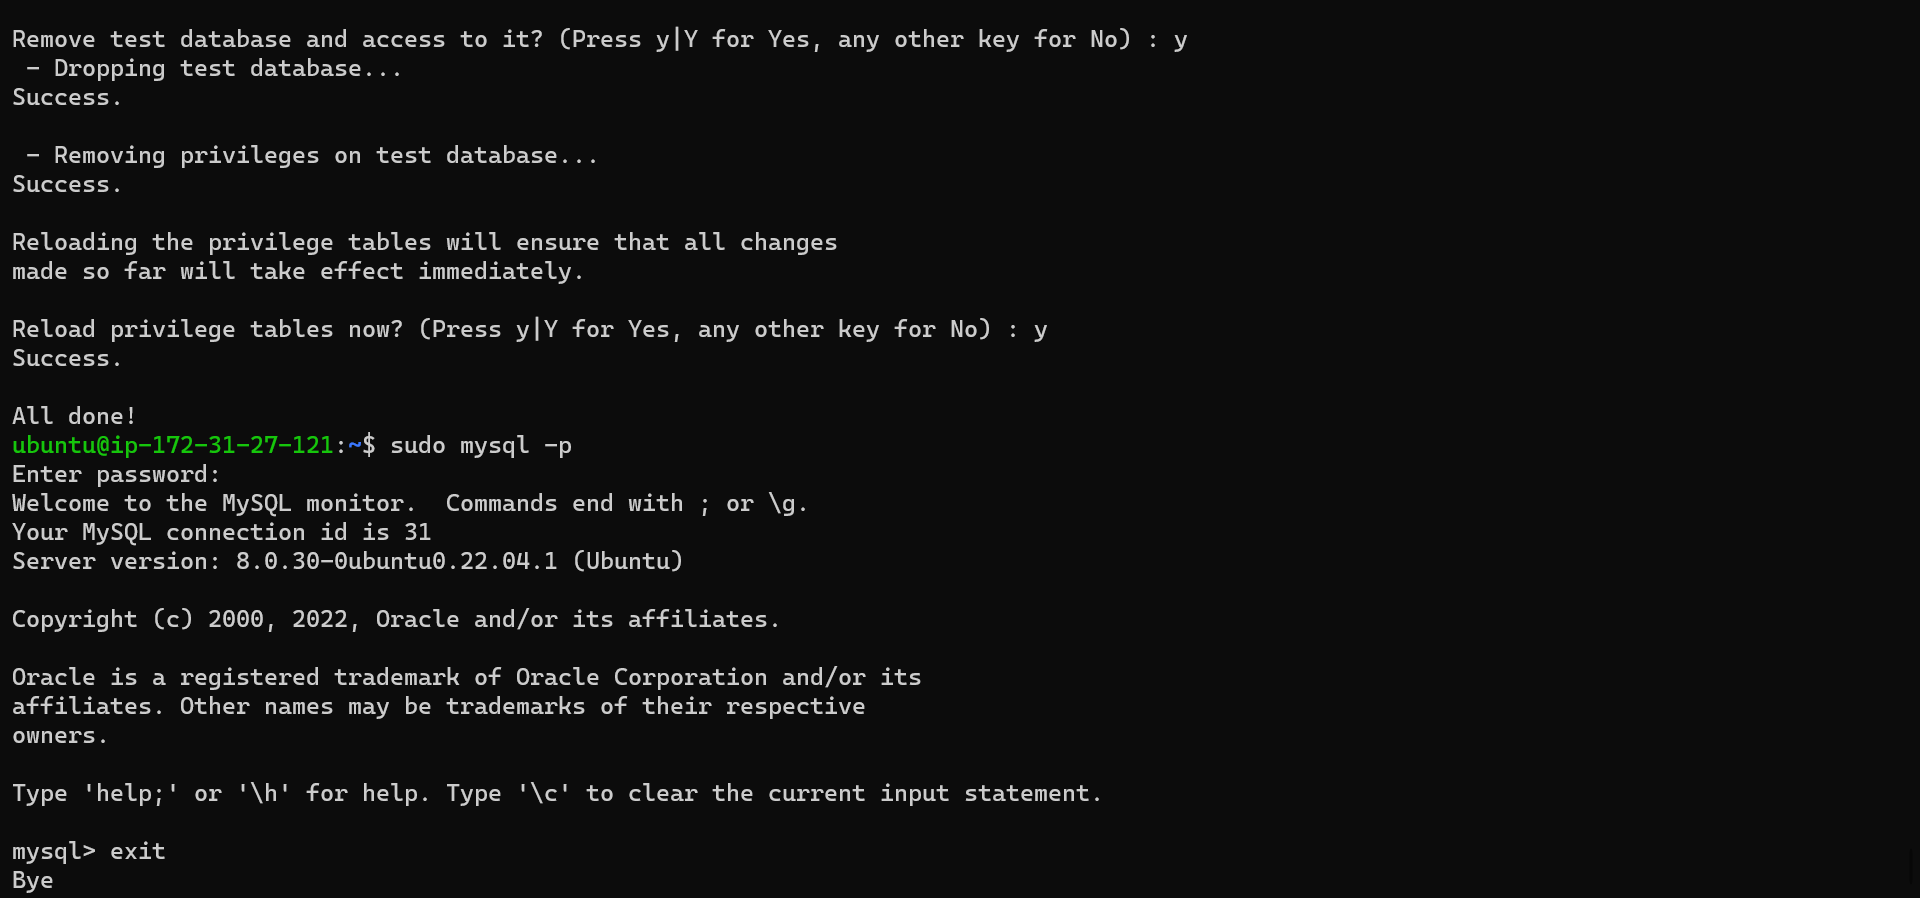 Remove test database and access to it? (Press y|Y for Yes, any other key for No) : y
 - Dropping test database...
Success.

 - Removing privileges on test database...
Success.

Reloading the privilege tables will ensure that all changes
made so far will take effect immediately.

Reload privilege tables now? (Press y|Y for Yes, any other key for No) : y
Success.

All done!
ubuntu@ip-172-31-27-121:~$ sudo mysql -p
Enter password:
Welcome to the MySQL monitor.  Commands end with ; or \g.
Your MySQL connection id is 31
Server version: 8.0.30-0ubuntu0.22.04.1 (Ubuntu)

Copyright (c) 2000, 2022, Oracle and/or its affiliates.

Oracle is a registered trademark of Oracle Corporation and/or its
affiliates. Other names may be trademarks of their respective
owners.

Type 'help;' or '\h' for help. Type '\c' to clear the current input statement.

mysql> exit
Bye